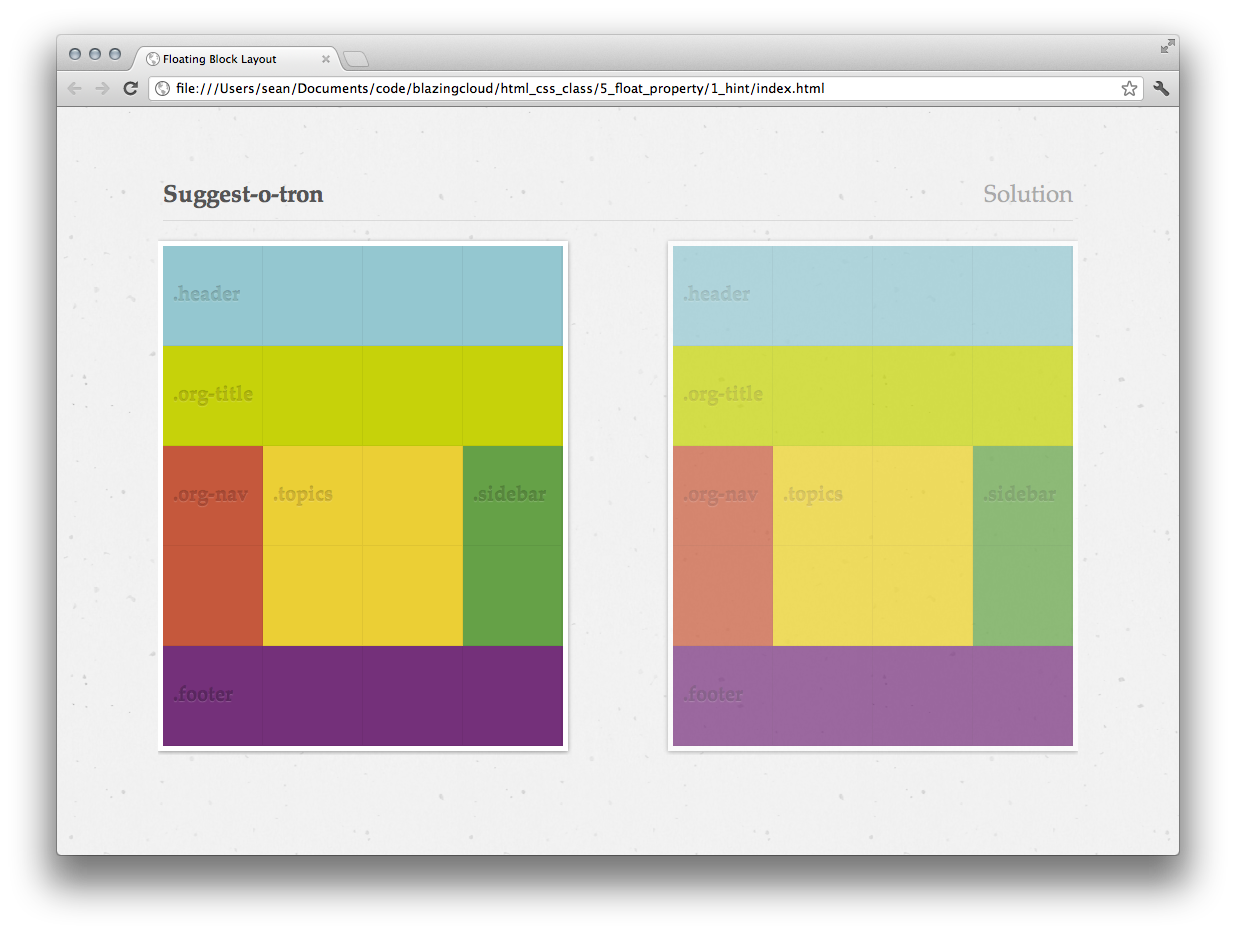 Floating Block Layout
file:///Users/sean/Documents/code/blazingcloud/html_css_class/5_float_property/1_hint/index.html
Suggest-o-tron
Solution
.header
.org-title
.org-nav
.topics
.sidebar
.footer
.header
.org-title
.org-nav
.topics
.sidebar
.footer